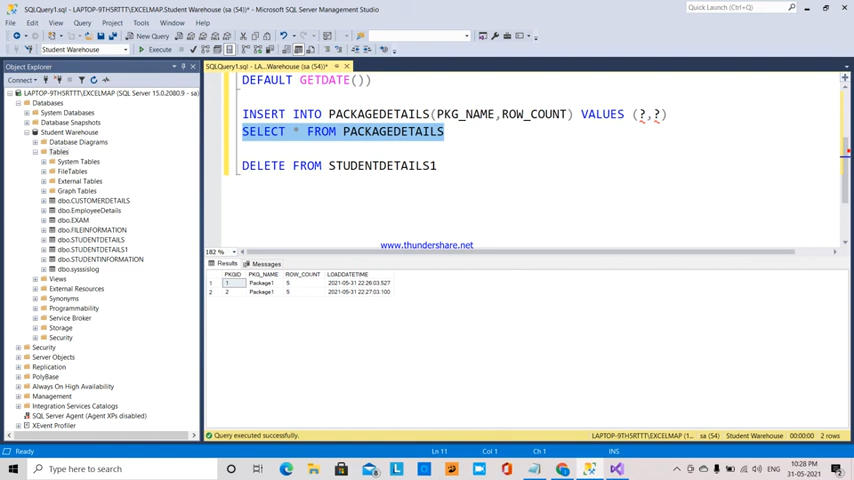 SQLQuery1.sql - LAPTOP-9TH5RTTT\EXCELMAP.Student Warehouse (sa (54))* - Microsoft SQL Server Management Studio
Quick Launch (Ctrl+Q)
File Edit View Query Project Tools Window Help
New Query
Student Warehouse Execute
Object Explorer
SQLQuery1.sql - LA...Warehouse (sa (54))*
Connect
LAPTOP-9TH5RTTT\EXCELMAP (SQL Server 15.0.2080.9 - sa)
Databases
System Databases
Database Snapshots
Student Warehouse
Database Diagrams
Tables
System Tables
FileTables
External Tables
Graph Tables
dbo.CUSTOMERDETAILS
dbo.EmployeeDetails
dbo.EXAM
dbo.FILEINFORMATION
dbo.STUDENTDETAILS
dbo.STUDENTDETAILS1
dbo.STUDENTINFORMATION
dbo.sysssislog
Views
External Resources
Synonyms
Programmability
Service Broker
Storage
Security
Security
Server Objects
Replication
PolyBase
Always On High Availability
Management
Integration Services Catalogs
SQL Server Agent (Agent XPs disabled)
XEvent Profiler
DEFAULT GETDATE())
INSERT INTO PACKAGEDETAILS(PKG_NAME,ROW_COUNT) VALUES (?,?)
SELECT * FROM PACKAGEDETAILS
DELETE FROM STUDENTDETAILS1
www.thundershare.net
182 %
Results Messages
PKGID PKG_NAME ROW_COUNT LOADDATETIME
1 1 Package1 5 2021-05-31 22:26:03.527
2 2 Package1 5 2021-05-31 22:27:03.100
Query executed successfully.
LAPTOP-9TH5RTTT\EXCELMAP (1... sa (54) Student Warehouse 00:00:00 2 rows
Ready Ln 11 Col 1 Ch 1 INS
Type here to search
ENG
10:28 PM
31-05-2021